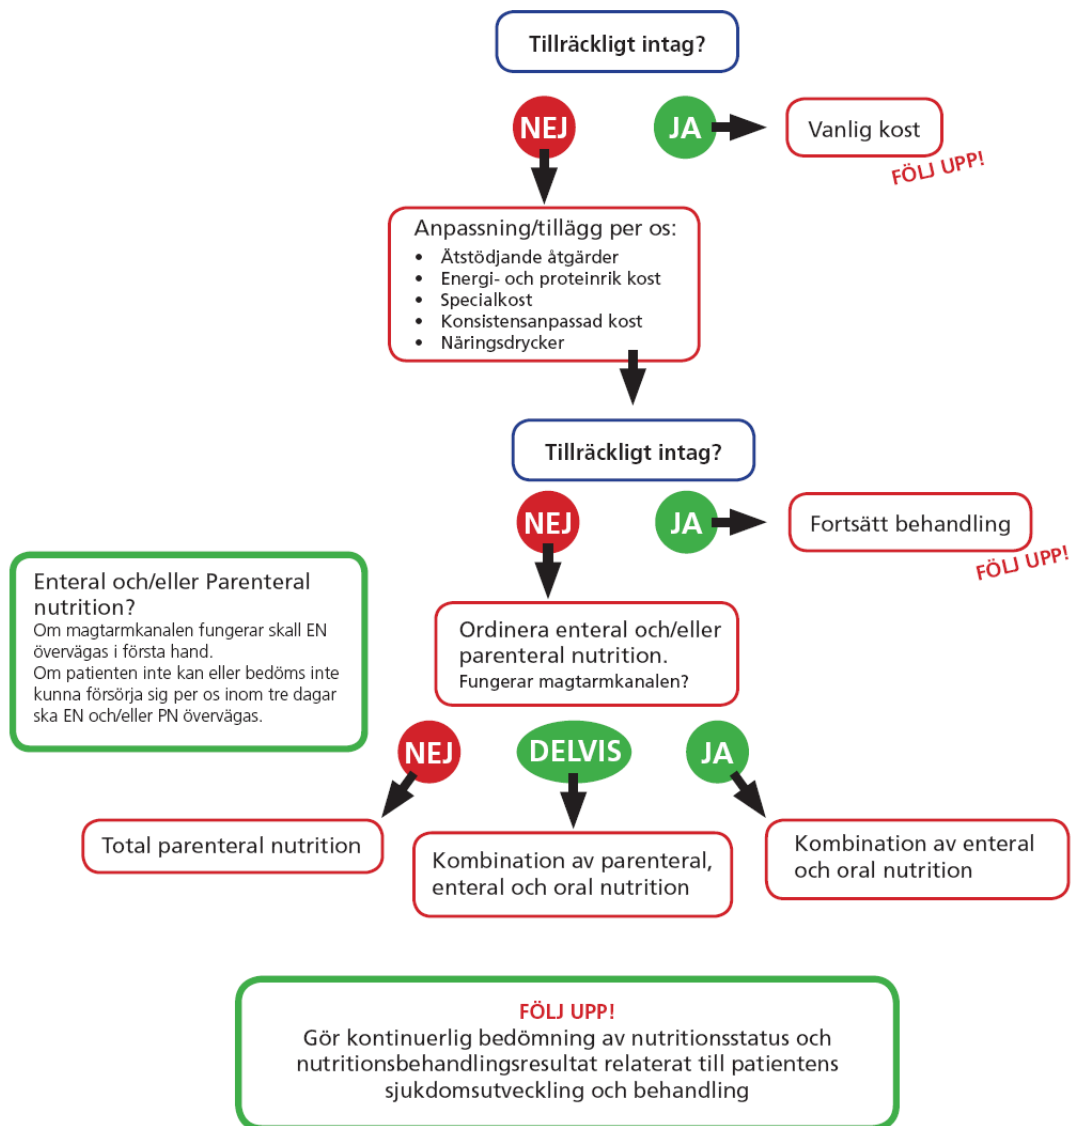 Tillräckligt intag?
NEJ
JA
Vanlig kost
FÖLJ UPP!
Anpassning/tillägg per os:
• Ätstödjande åtgärder
• Energi- och proteinrik kost
• Specialkost
• Konsistensanpassad kost
• Näringsdrycker
Tillräckligt intag?
NEJ
JA
Fortsätt behandling
FÖLJ UPP!
Enteral och/eller Parenteral
nutrition?
Om magtarmkanalen fungerar skall EN
övervägas i första hand.
Om patienten inte kan eller bedöms inte
kunna försörja sig per os inom tre dagar
ska EN och/eller PN övervägas.
Ordinera enteral och/eller
parenteral nutrition.
Fungerar magtarmkanalen?
NEJ
DELVIS
JA
Total parenteral nutrition
Kombination av parenteral,
enteral och oral nutrition
Kombination av enteral
och oral nutrition
FÖLJ UPP!
Gör kontinuerlig bedömning av nutritionsstatus och
nutritionsbehandlingsresultat relaterat till patientens
sjukdomsutveckling och behandling